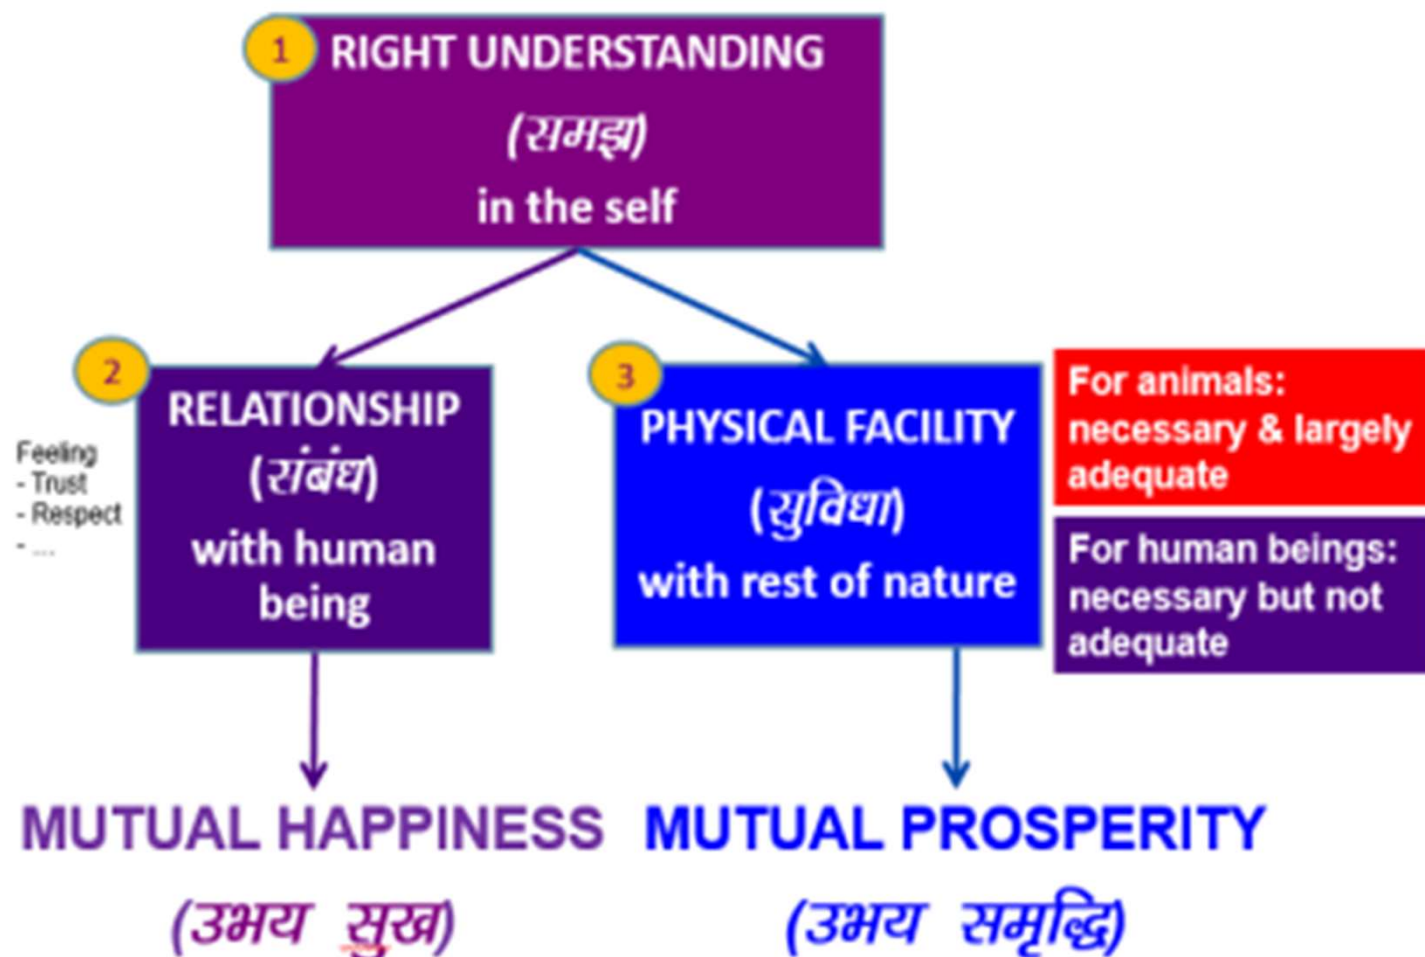 1
RIGHT UNDERSTANDING
(समझ)
in the self
2
RELATIONSHIP
(संबंध)
with human
being
Feeling
- Trust
- Respect
- ...
3
PHYSICAL FACILITY
(सुविधा)
with rest of nature
For animals:
necessary & largely
adequate
For human beings:
necessary but not
adequate
MUTUAL HAPPINESS
(उभय सुख)
MUTUAL PROSPERITY
(उभय समृद्धि)